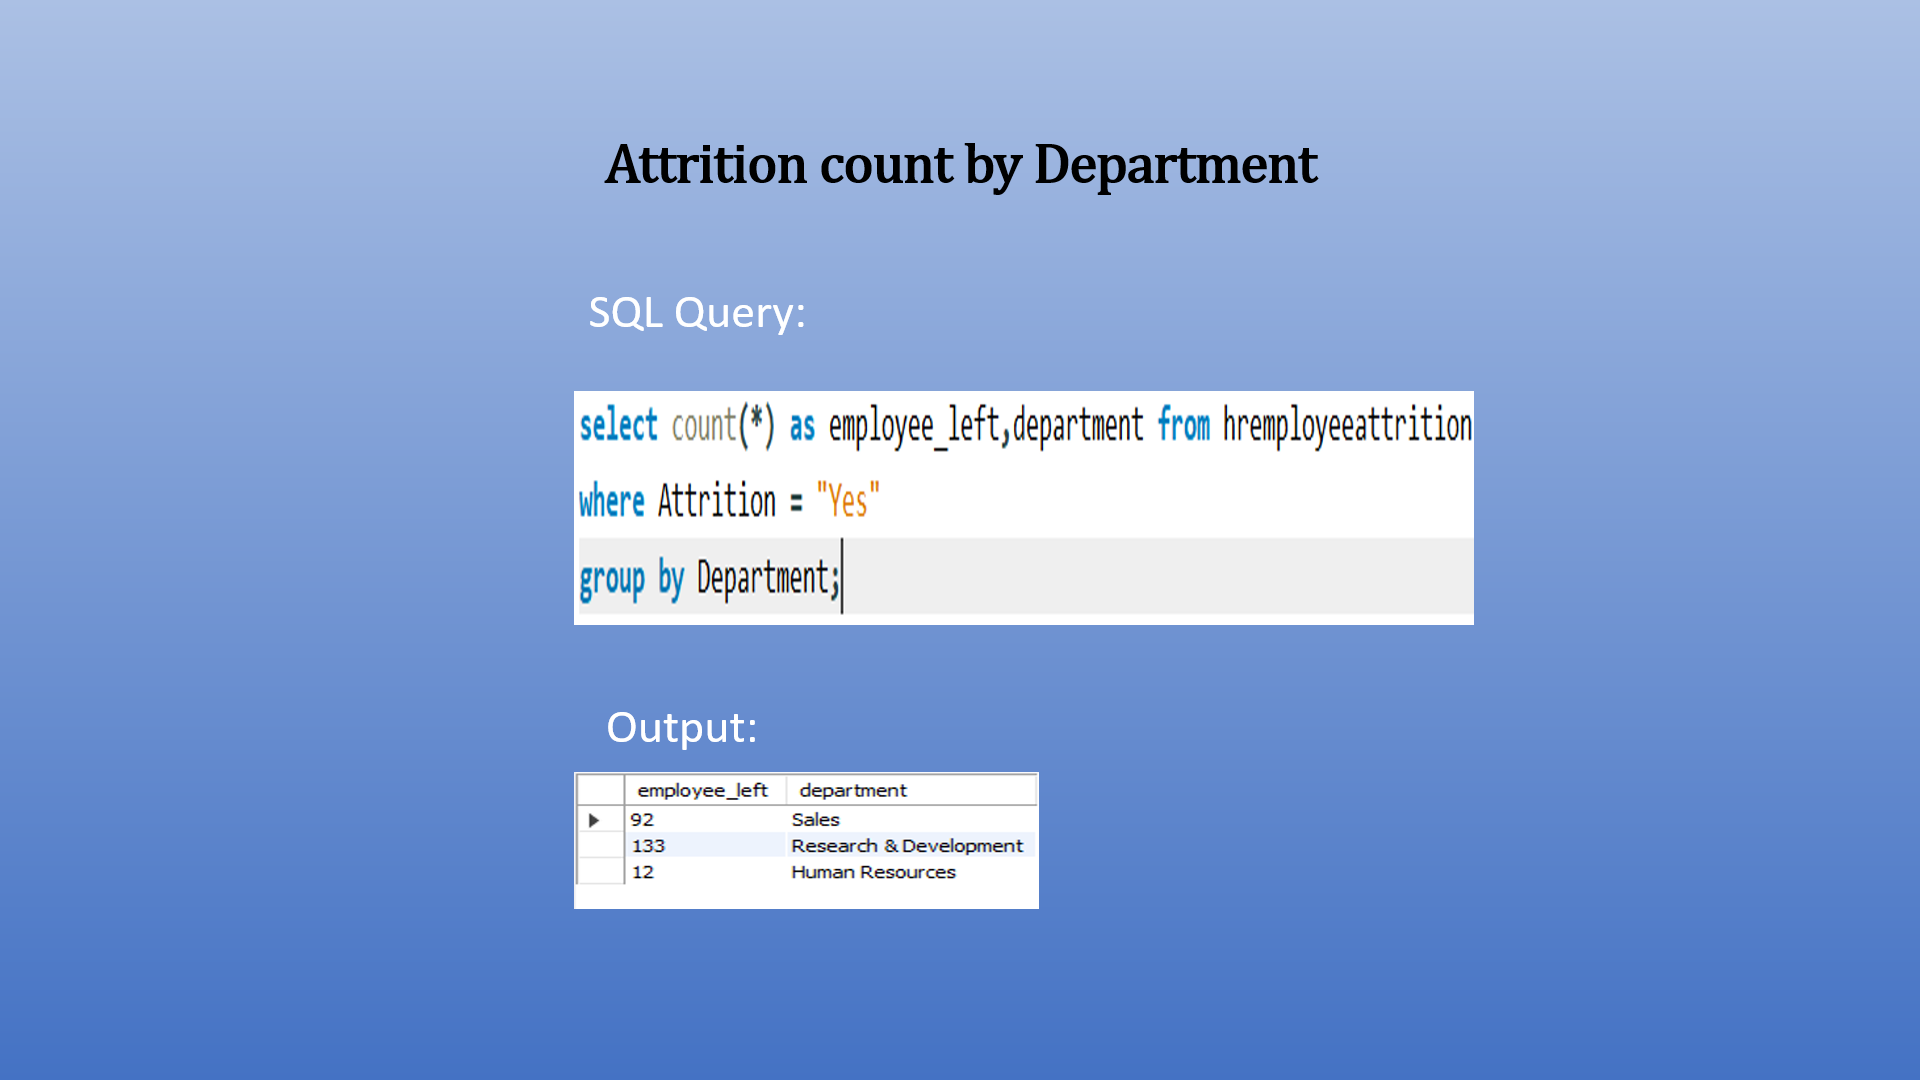 Attrition count by Department
SQL Query:
select count(*) as employee_left,department from hremployeeattrition
where Attrition = "Yes"
group by Department;
Output:
employee_left department
92 Sales
133 Research & Development
12 Human Resources